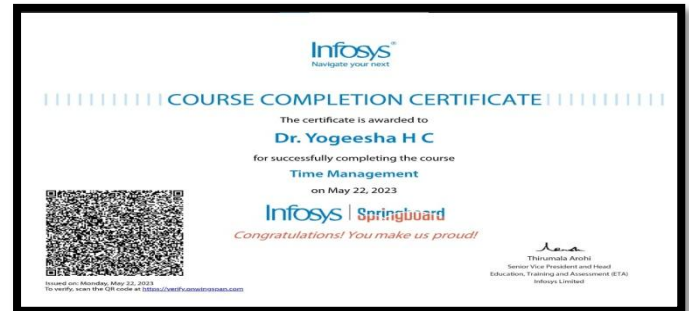 Infosys®
Navigate your next
COURSE COMPLETION CERTIFICATE
The certificate is awarded to
Dr. Yogeesha H C
for successfully completing the course
Time Management
on May 22, 2023
Infosys | Springboard
Congratulations! You make us proud!
Thirumala Arohi
Senior Vice President and Head
Education, Training and Assessment (ETA)
Infosys Limited
Issued on: Monday, May 22, 2023
To verify, scan the QR code at https://verify.onwingspan.com